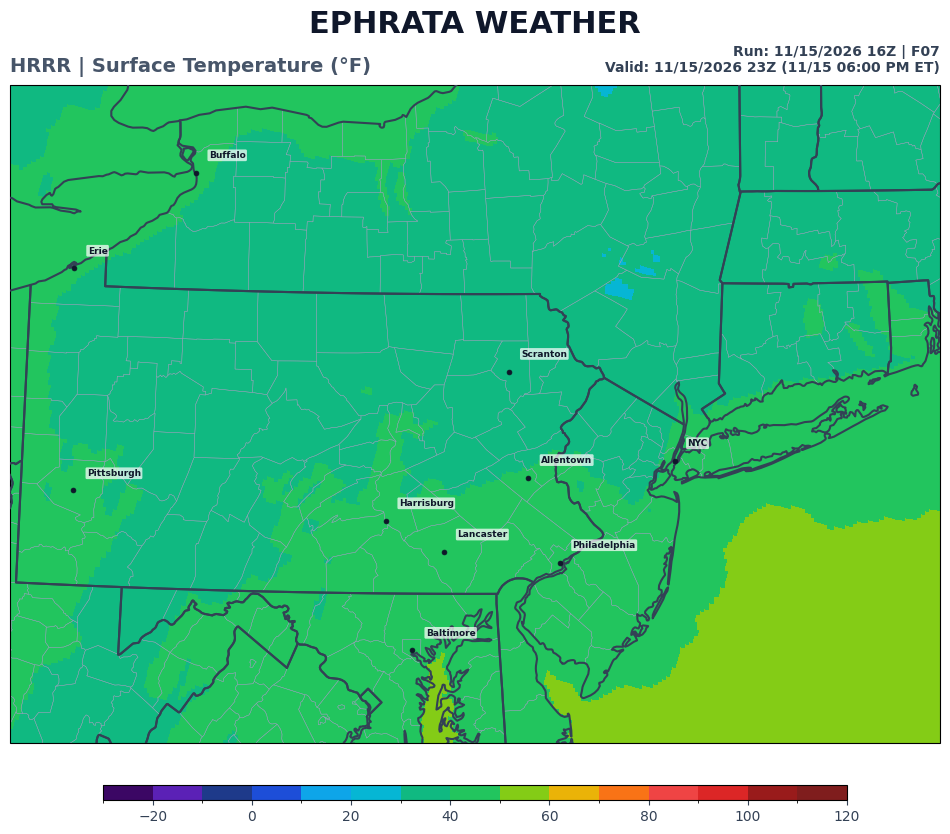 EPHRATA WEATHER
HRRR | Surface Temperature (°F)
Run: 11/15/2026 16Z | F07
Valid: 11/15/2026 23Z (11/15 06:00 PM ET)
Buffalo
Erie
Scranton
NYC
Allentown
Pittsburgh
Harrisburg
Lancaster
Philadelphia
Baltimore
−20 0 20 40 60 80 100 120